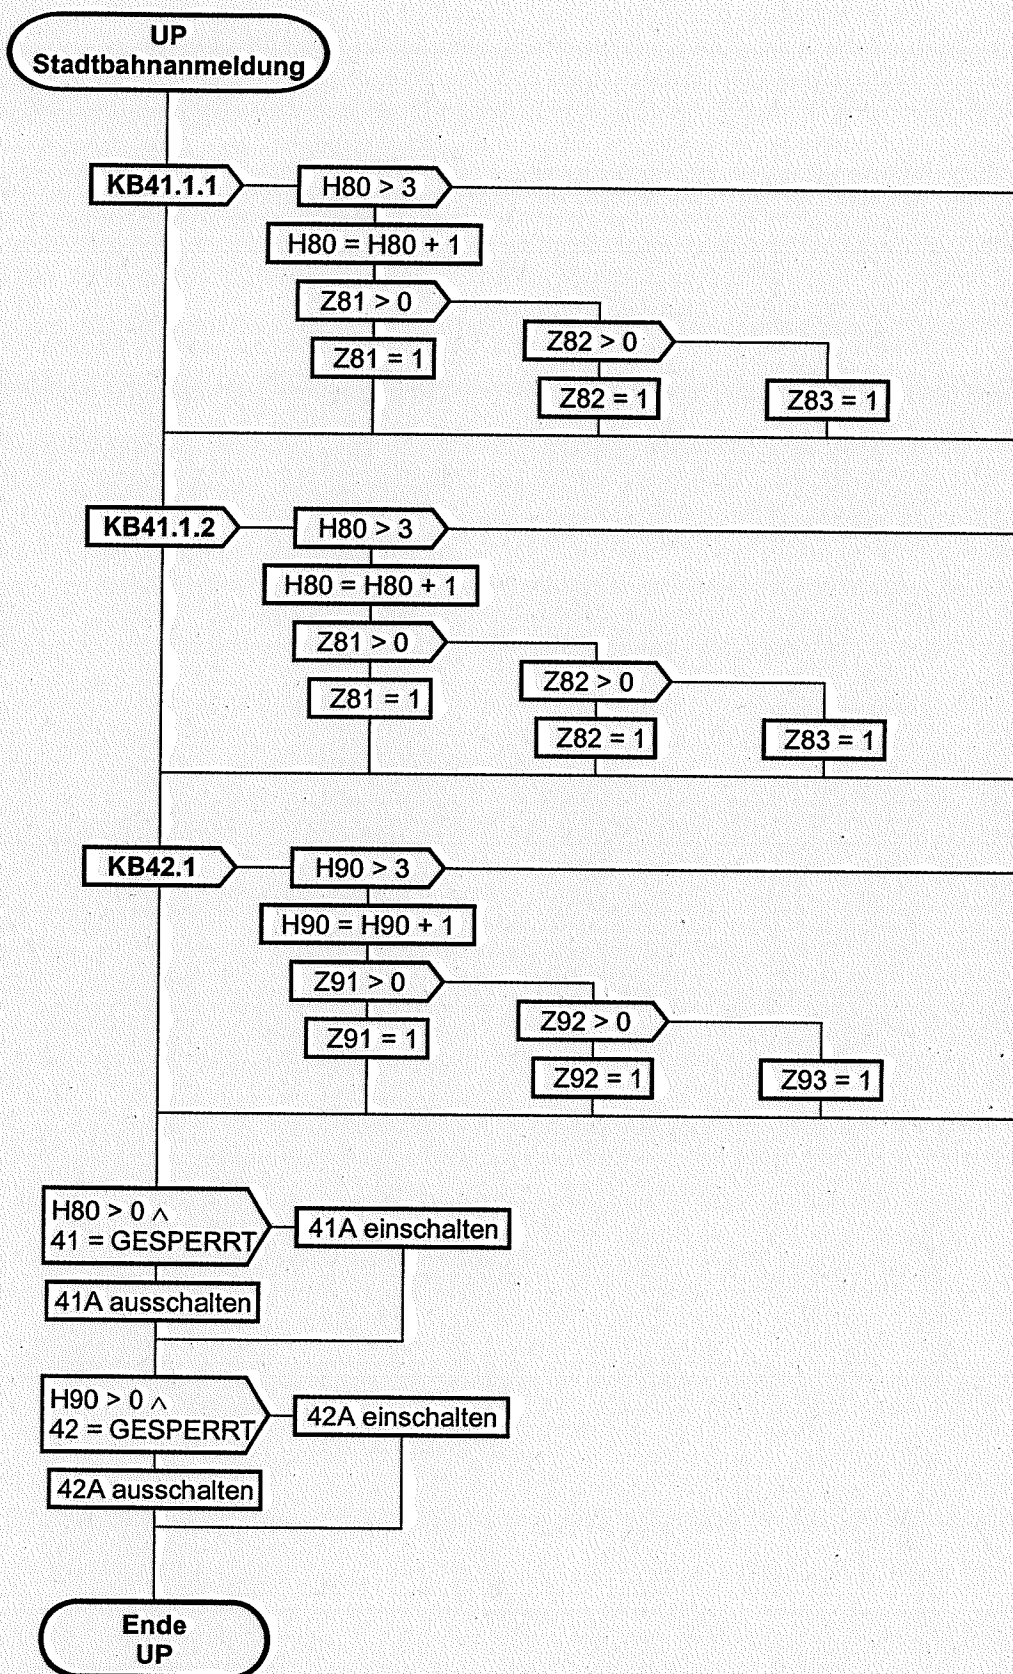 UP
Stadtbahnanmeldung
KB41.1.1
H80 > 3
H80 = H80 + 1
Z81 > 0
Z82 > 0
Z81 = 1
Z82 = 1
Z83 = 1
KB41.1.2
H80 > 3
H80 = H80 + 1
Z81 > 0
Z82 > 0
Z81 = 1
Z82 = 1
Z83 = 1
KB42.1
H90 > 3
H90 = H90 + 1
Z91 > 0
Z92 > 0
Z91 = 1
Z92 = 1
Z93 = 1
H80 > 0 ∧
41 = GESPERRT
41A einschalten
41A ausschalten
H90 > 0 ∧
42 = GESPERRT
42A einschalten
42A ausschalten
Ende
UP